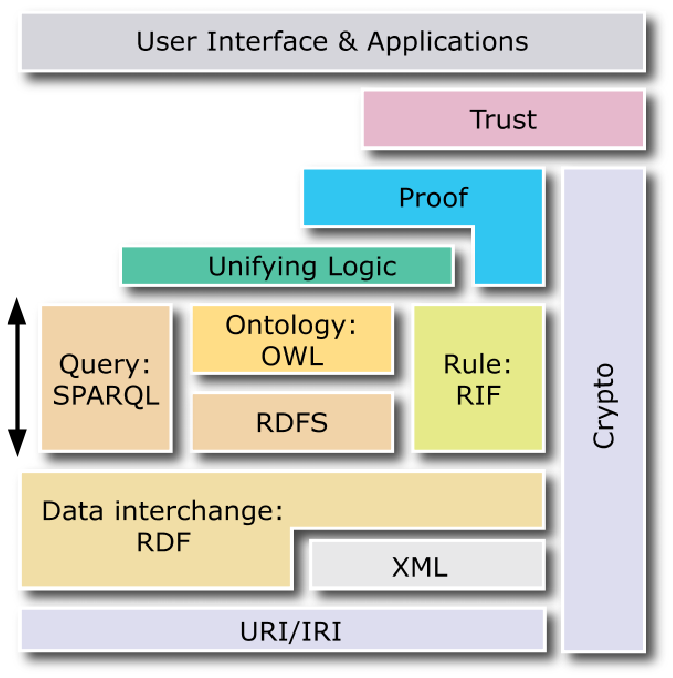 User Interface & Applications
Trust
Proof
Unifying Logic
Query:
SPARQL
Ontology:
OWL
RDFS
Rule:
RIF
Crypto
Data interchange:
RDF
XML
URI/IRI